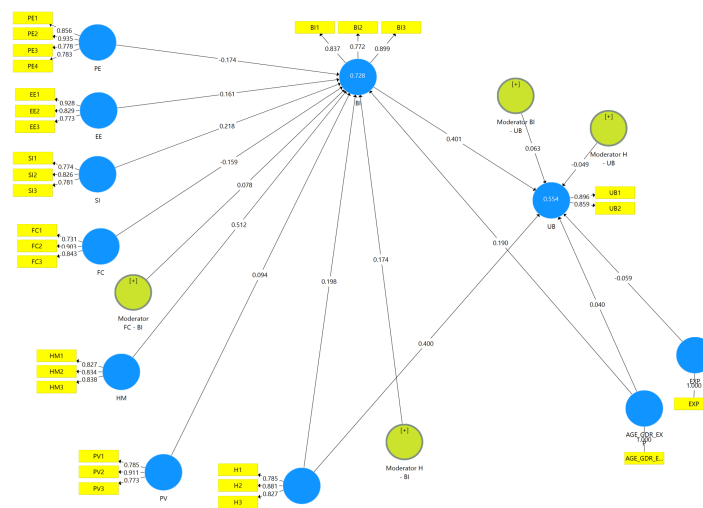 PE1
0.856
PE2
0.935
PE3
0.778
PE4
0.783
PE
-0.174
BI1
BI2
BI3
0.837
0.772
0.899
0.728
BI
EE1
0.928
EE2
0.829
EE3
0.773
EE
0.161
SI1
0.774
SI2
0.826
SI3
0.781
SI
0.218
FC1
0.731
FC2
0.903
FC3
0.843
FC
-0.159
[+]
Moderator
FC - BI
0.078
HM1
0.827
HM2
0.834
HM3
0.838
HM
0.512
PV1
0.785
PV2
0.911
PV3
0.773
PV
0.094
H1
0.785
H2
0.881
H3
0.827
0.198
0.400
[+]
Moderator H
- BI
0.174
0.401
[+]
Moderator BI
- UB
0.063
[+]
Moderator H
- UB
-0.049
0.554
UB
0.896
UB1
0.859
UB2
0.190
0.040
-0.059
EXP
1.000
EXP
AGE_GDR_EX
1.000
AGE_GDR_E...